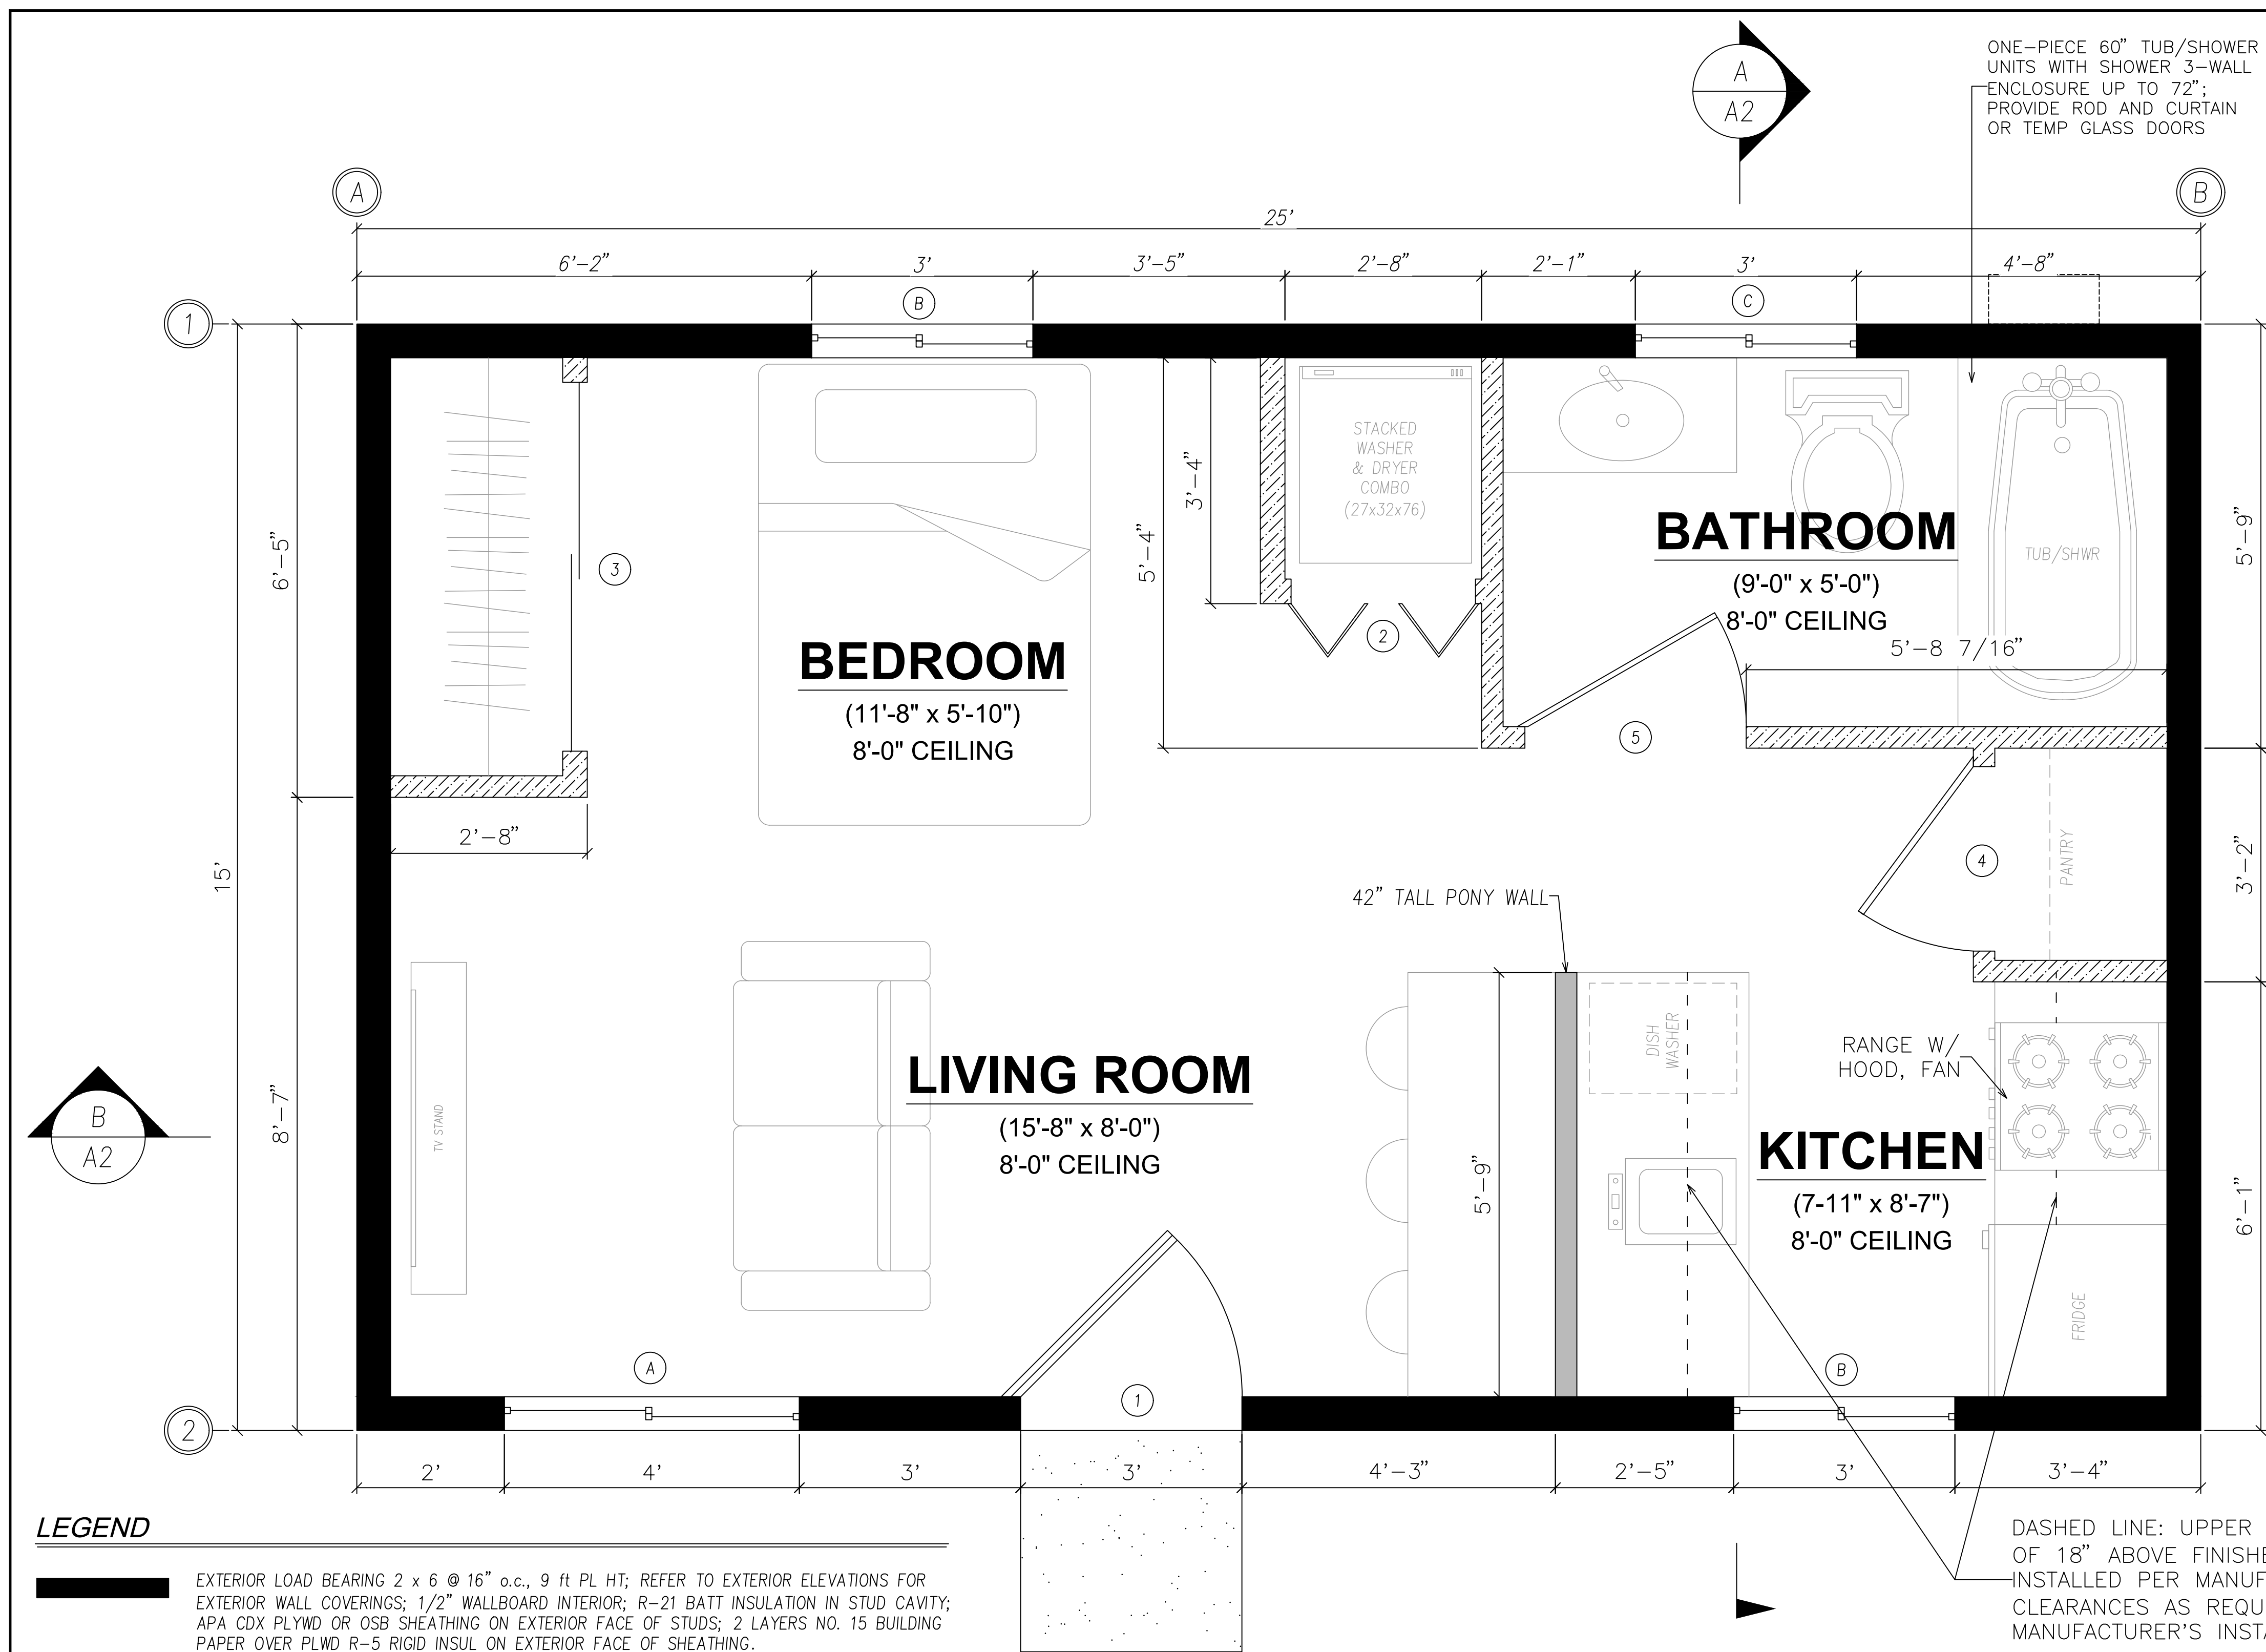 A
A2
ONE-PIECE 60" TUB/SHOWER
UNITS WITH SHOWER 3-WALL
ENCLOSURE UP TO 72";
PROVIDE ROD AND CURTAIN
OR TEMP GLASS DOORS
A
B
25'
6'-2"
3'
3'-5"
2'-8"
2'-1"
3'
4'-8"
B
C
1
STACKED
WASHER
& DRYER
COMBO
(27x32x76)
3'-4"
5'-4"
6'-5"
3
BATHROOM
(9'-0" x 5'-0")
8'-0" CEILING
TUB/SHWR
5'-9"
5'-8 7/16"
2
BEDROOM
(11'-8" x 5'-10")
8'-0" CEILING
5
2'-8"
15'
4
PANTRY
3'-2"
42" TALL PONY WALL
DISH
WASHER
RANGE W/
HOOD, FAN
LIVING ROOM
(15'-8" x 8'-0")
8'-0" CEILING
TV STAND
8'-7"
B
A2
5'-9"
KITCHEN
(7-11" x 8'-7")
8'-0" CEILING
6'-1"
FRIDGE
A
1
B
2
2'
4'
3'
3'
4'-3"
2'-5"
3'
3'-4"
LEGEND
EXTERIOR LOAD BEARING 2 x 6 @ 16" o.c., 9 ft PL HT; REFER TO EXTERIOR ELEVATIONS FOR
EXTERIOR WALL COVERINGS; 1/2" WALLBOARD INTERIOR; R-21 BATT INSULATION IN STUD CAVITY;
APA CDX PLYWD OR OSB SHEATHING ON EXTERIOR FACE OF STUDS; 2 LAYERS NO. 15 BUILDING
PAPER OVER PLWD R-5 RIGID INSUL ON EXTERIOR FACE OF SHEATHING.
DASHED LINE: UPPER
OF 18" ABOVE
INSTALLED PER
CLEARANCES AS
MANUFACTURER'S